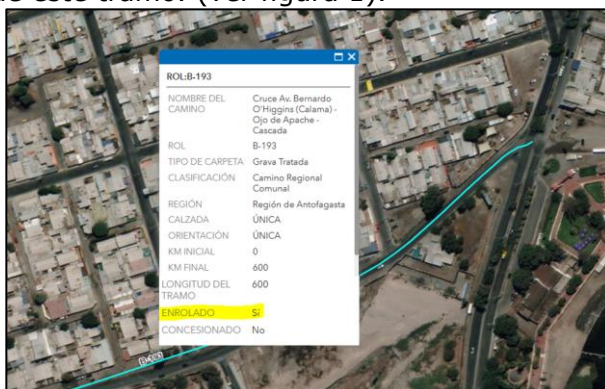 de este tramo. (ver figura 1).
ROL:B-193
NOMBRE DEL CAMINO Cruce Av. Bernardo
O'Higgins (Calama) -
Ojo de Apache -
Cascada
ROL B-193
TIPO DE CARPETA Grava Tratada
CLASIFICACIÓN Camino Regional
Comunal
REGIÓN Región de Antofagasta
CALZADA ÚNICA
ORIENTACIÓN ÚNICA
KM INICIAL 0
KM FINAL 600
LONGITUD DEL TRAMO 600
ENROLADO Sí
CONCESIONADO No